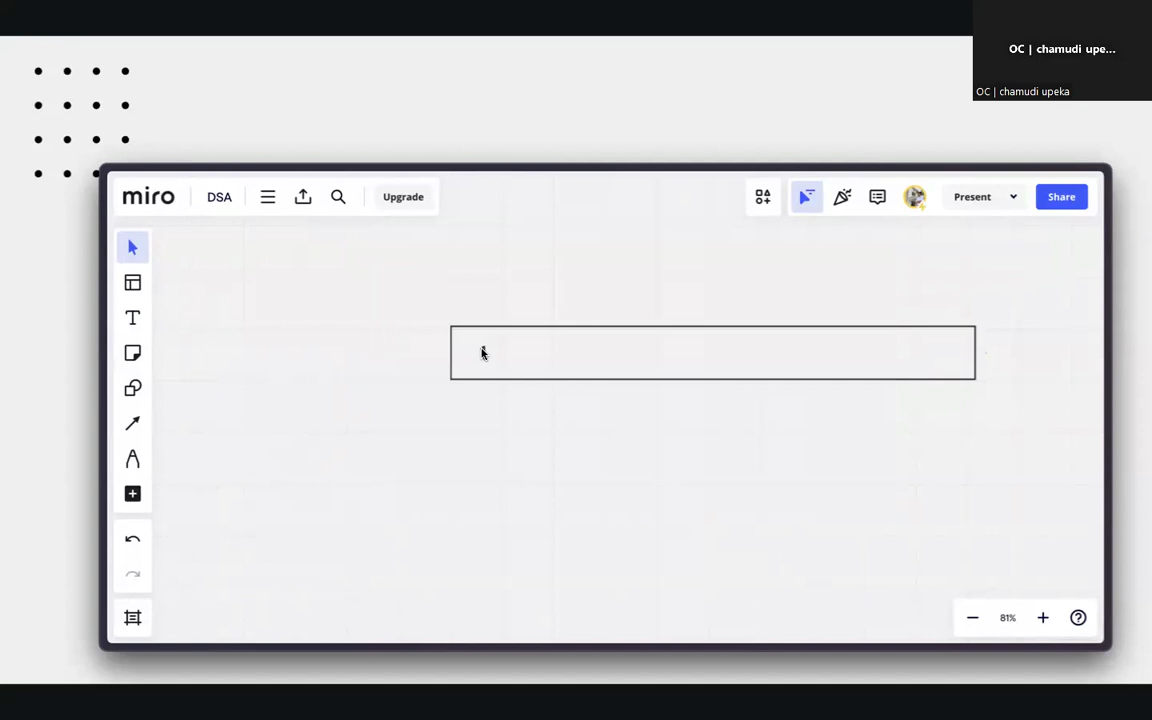 OC | chamudi upe...
OC | chamudi upeka
miro
DSA
Upgrade
Present
Share
T
81%